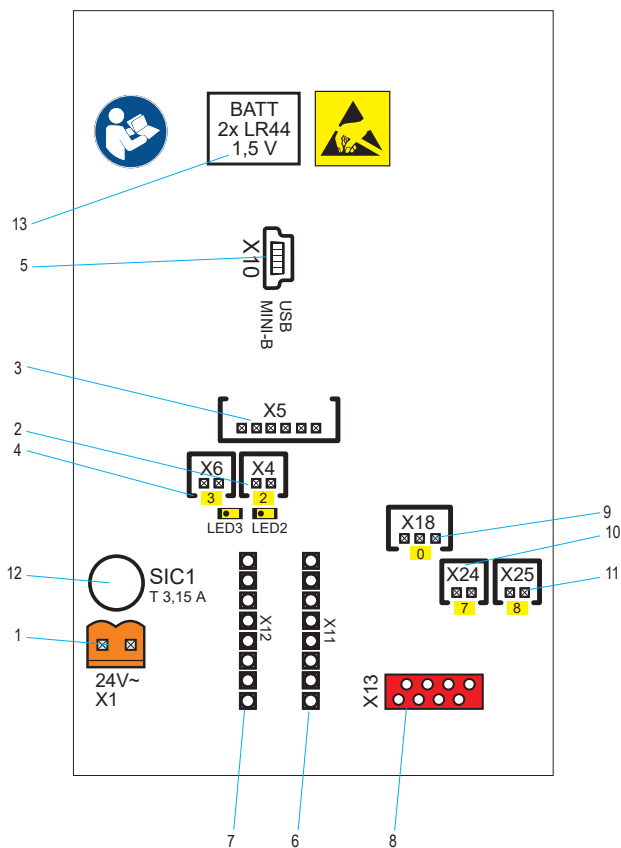 BATT
2x LR44
1,5 V
13
X10
5
USB
MINI-B
3
X5
2
4
X6
X4
3
2
LED3
LED2
9
X18
10
0
12
SIC1
T 3,15 A
X24
X25
11
7
8
1
X12
X11
24V~
X1
X13
7
6
8